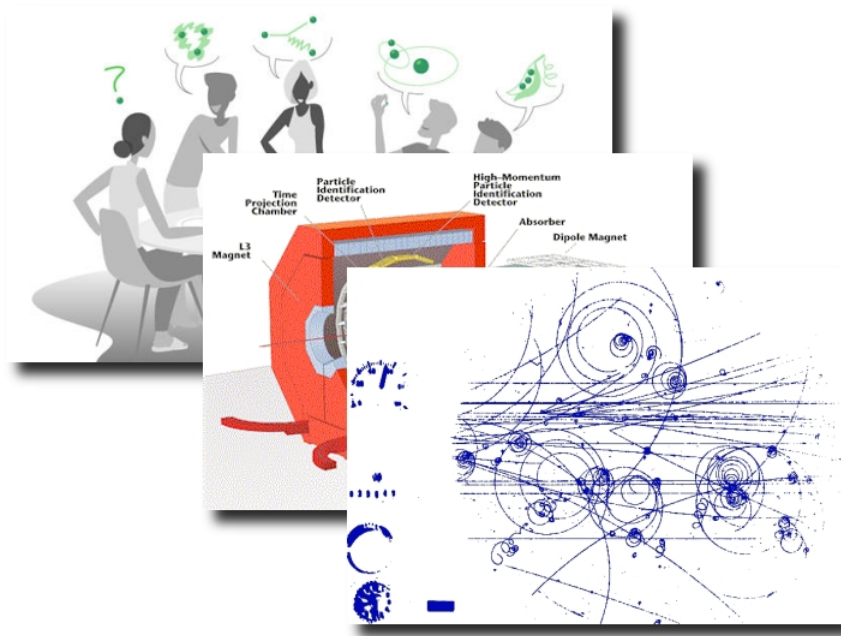 ?
Particle
Identification
Detector
High–Momentum
Particle
Identification
Detector
Time
Projection
Chamber
Absorber
L3
Magnet
Dipole Magnet